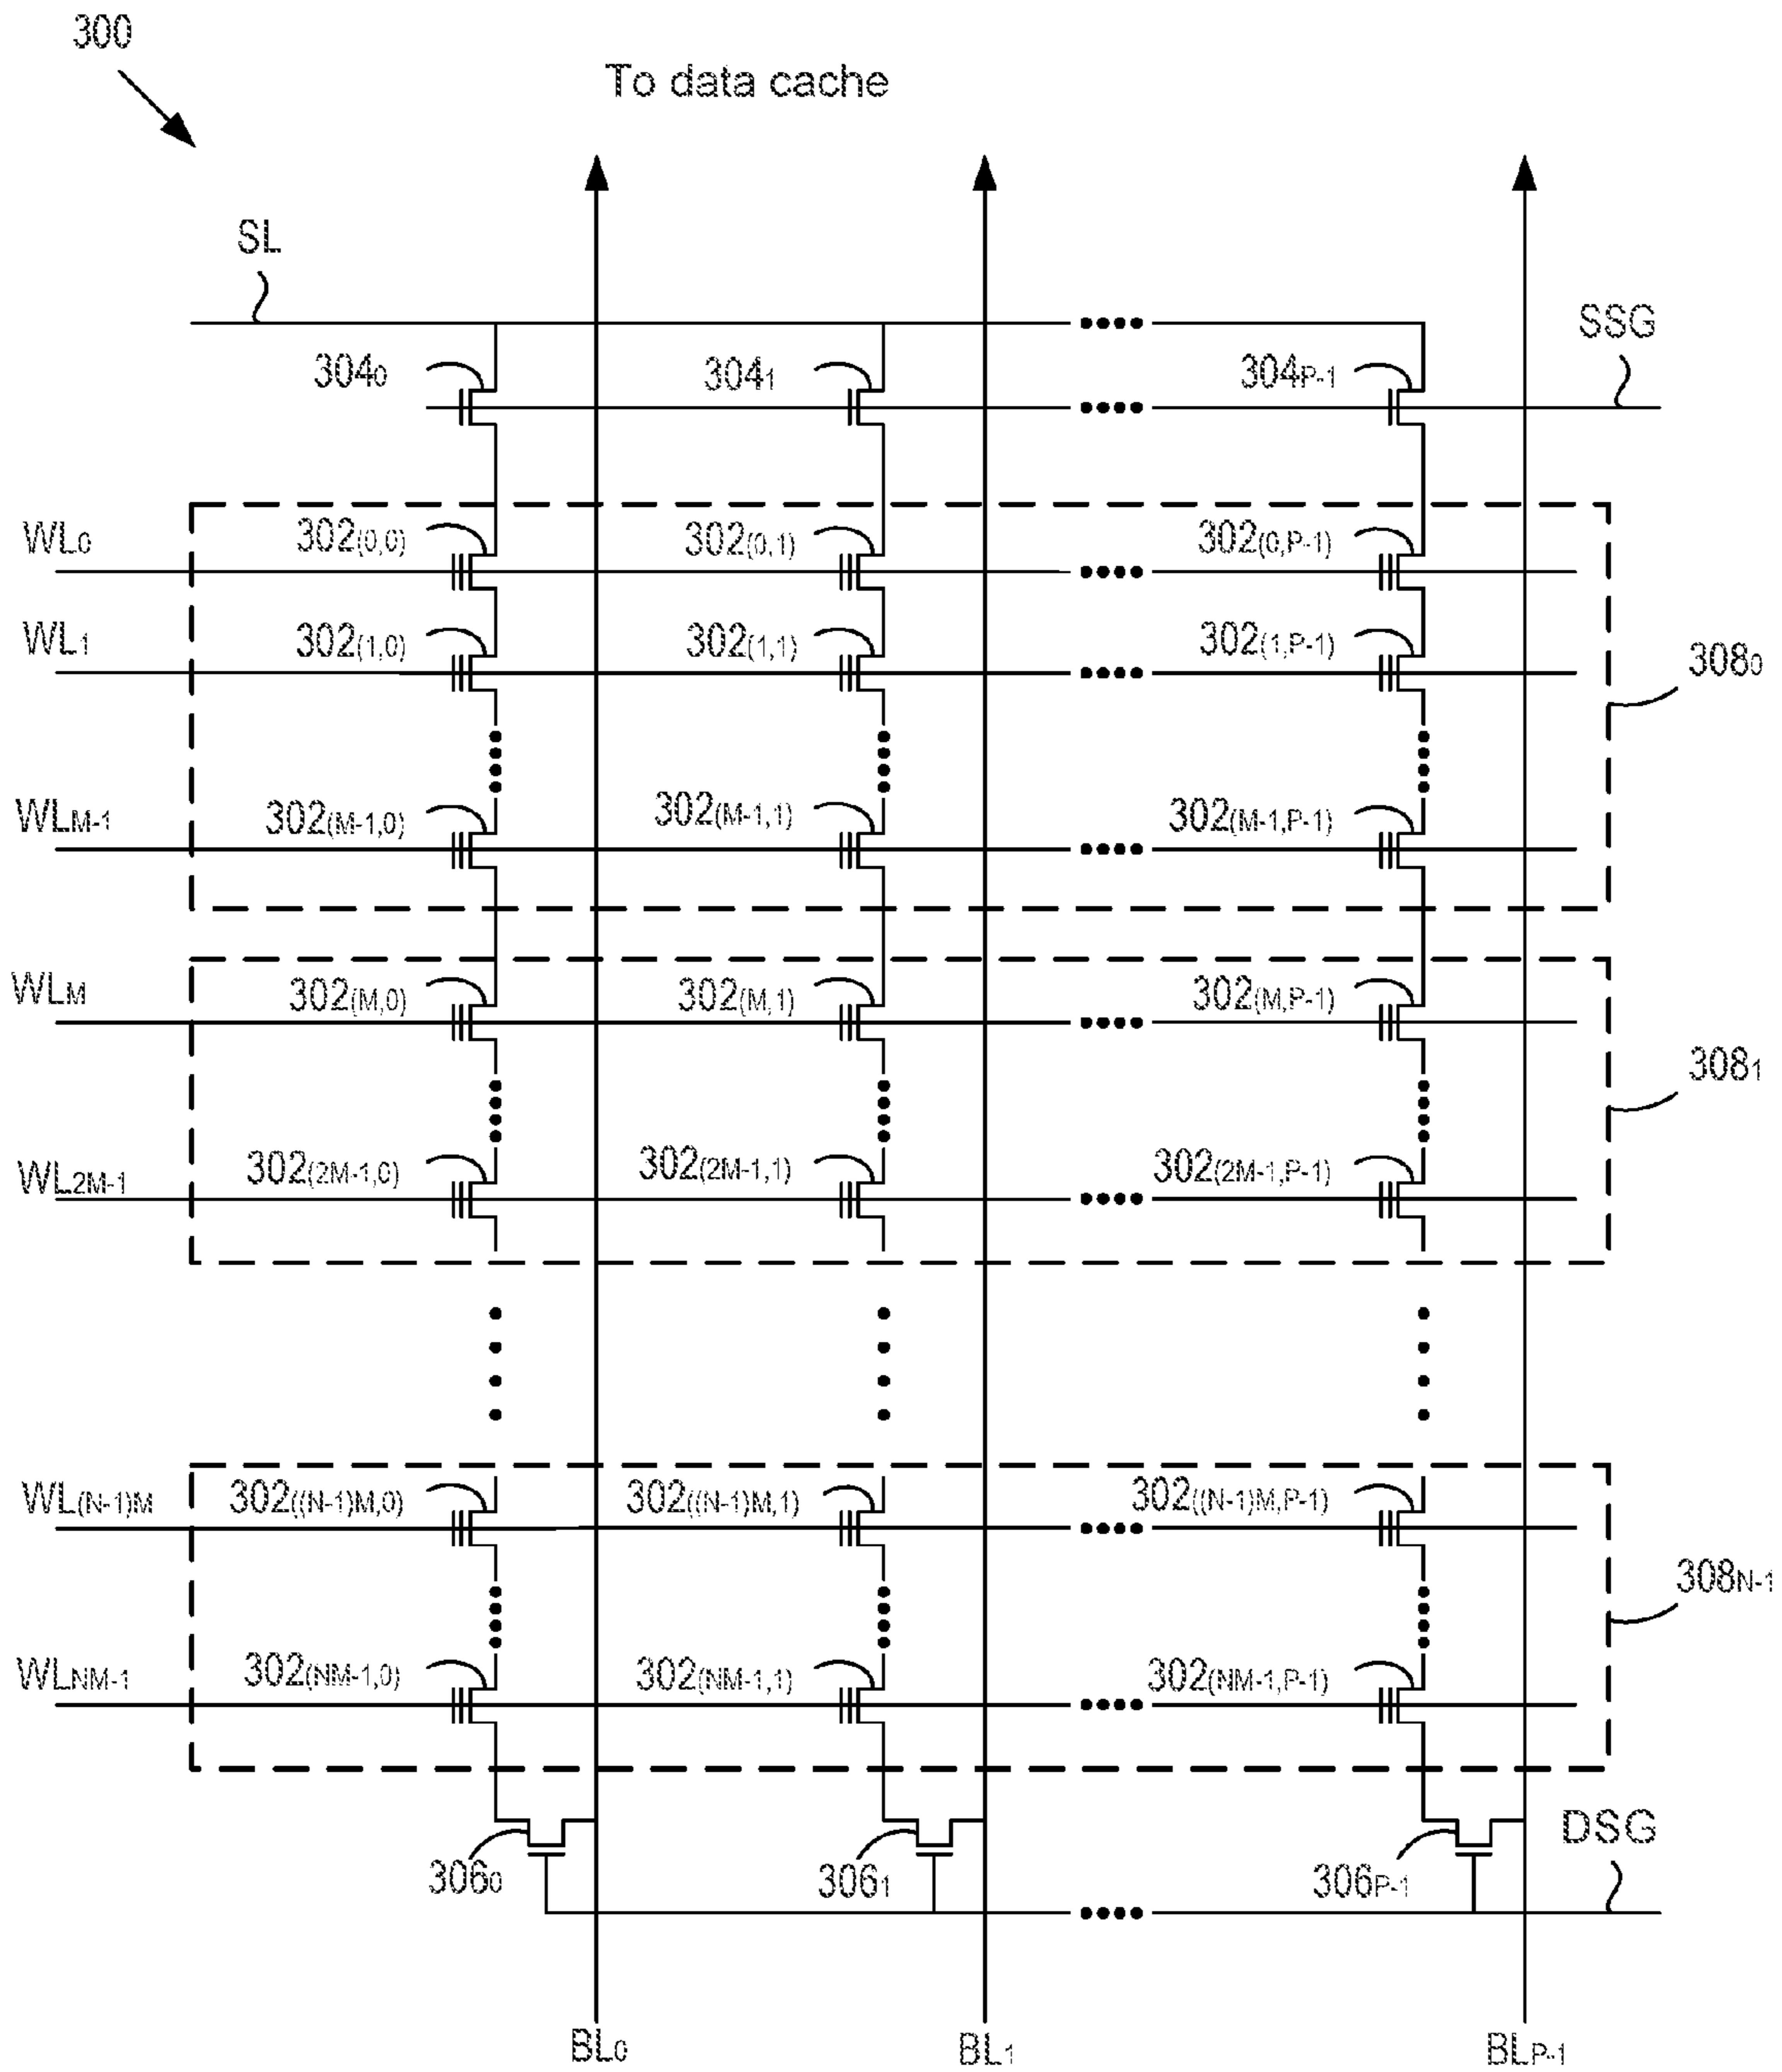 300
To data cache
SL
SSG
304₀ 304₁ 304P-1
WL₀ 302(0,0) 302(0,1) 302(0,P-1)
WL₁ 302(1,0) 302(1,1) 302(1,P-1)
308₀
WLM-1 302(M-1,0) 302(M-1,1) 302(M-1,P-1)
WLM 302(M,0) 302(M,1) 302(M,P-1)
308₁
WL2M-1 302(2M-1,0) 302(2M-1,1) 302(2M-1,P-1)
WL(N-1)M 302((N-1)M,0) 302((N-1)M,1) 302((N-1)M,P-1)
308N-1
WLNM-1 302(NM-1,0) 302(NM-1,1) 302(NM-1,P-1)
DSG
306₀ 306₁ 306P-1
BL₀ BL₁ BLP-1